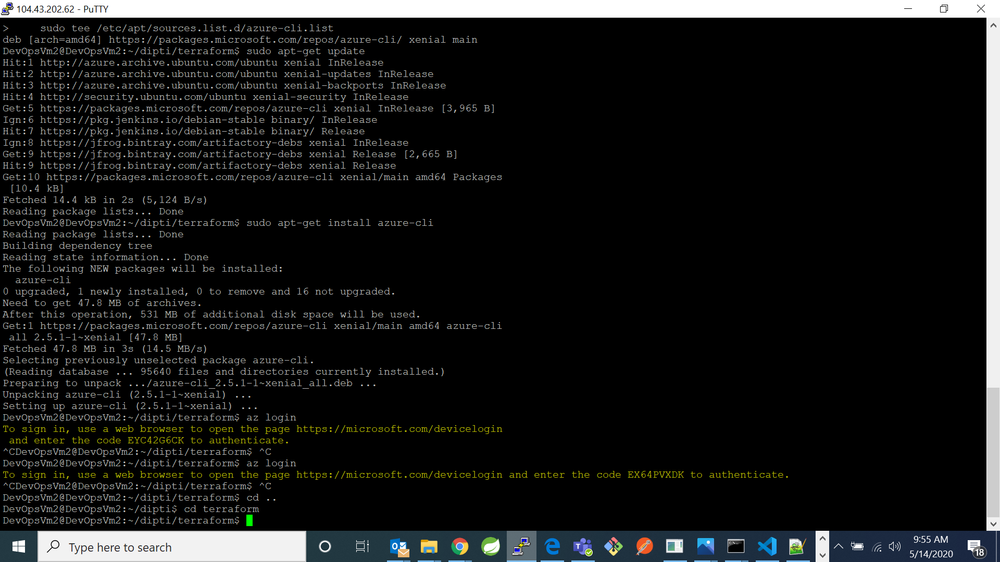 104.43.202.62 - PuTTY
>     sudo tee /etc/apt/sources.list.d/azure-cli.list
deb [arch=amd64] https://packages.microsoft.com/repos/azure-cli/ xenial main
DevOpsVm2@DevOpsVm2:~/dipti/terraform$ sudo apt-get update
Hit:1 http://azure.archive.ubuntu.com/ubuntu xenial InRelease
Hit:2 http://azure.archive.ubuntu.com/ubuntu xenial-updates InRelease
Hit:3 http://azure.archive.ubuntu.com/ubuntu xenial-backports InRelease
Hit:4 http://security.ubuntu.com/ubuntu xenial-security InRelease
Get:5 https://packages.microsoft.com/repos/azure-cli xenial InRelease [3,965 B]
Ign:6 https://pkg.jenkins.io/debian-stable binary/ InRelease
Hit:7 https://pkg.jenkins.io/debian-stable binary/ Release
Ign:8 https://jfrog.bintray.com/artifactory-debs xenial InRelease
Get:9 https://jfrog.bintray.com/artifactory-debs xenial Release [2,665 B]
Hit:9 https://jfrog.bintray.com/artifactory-debs xenial Release
Get:10 https://packages.microsoft.com/repos/azure-cli xenial/main amd64 Packages
 [10.4 kB]
Fetched 14.4 kB in 2s (5,124 B/s)
Reading package lists... Done
DevOpsVm2@DevOpsVm2:~/dipti/terraform$ sudo apt-get install azure-cli
Reading package lists... Done
Building dependency tree
Reading state information... Done
The following NEW packages will be installed:
  azure-cli
0 upgraded, 1 newly installed, 0 to remove and 16 not upgraded.
Need to get 47.8 MB of archives.
After this operation, 531 MB of additional disk space will be used.
Get:1 https://packages.microsoft.com/repos/azure-cli xenial/main amd64 azure-cli
 all 2.5.1-1~xenial [47.8 MB]
Fetched 47.8 MB in 3s (14.5 MB/s)
Selecting previously unselected package azure-cli.
(Reading database ... 95640 files and directories currently installed.)
Preparing to unpack .../azure-cli_2.5.1-1~xenial_all.deb ...
Unpacking azure-cli (2.5.1-1~xenial) ...
Setting up azure-cli (2.5.1-1~xenial) ...
DevOpsVm2@DevOpsVm2:~/dipti/terraform$ az login
To sign in, use a web browser to open the page https://microsoft.com/devicelogin
 and enter the code EYC42G6CK to authenticate.
^CDevOpsVm2@DevOpsVm2:~/dipti/terraform$ ^C
DevOpsVm2@DevOpsVm2:~/dipti/terraform$ az login
To sign in, use a web browser to open the page https://microsoft.com/devicelogin and enter the code EX64PVXDK to authenticate.
^CDevOpsVm2@DevOpsVm2:~/dipti/terraform$ ^C
DevOpsVm2@DevOpsVm2:~/dipti/terraform$ cd ..
DevOpsVm2@DevOpsVm2:~/dipti$ cd terraform
DevOpsVm2@DevOpsVm2:~/dipti/terraform$
Type here to search
9:55 AM
5/14/2020
18